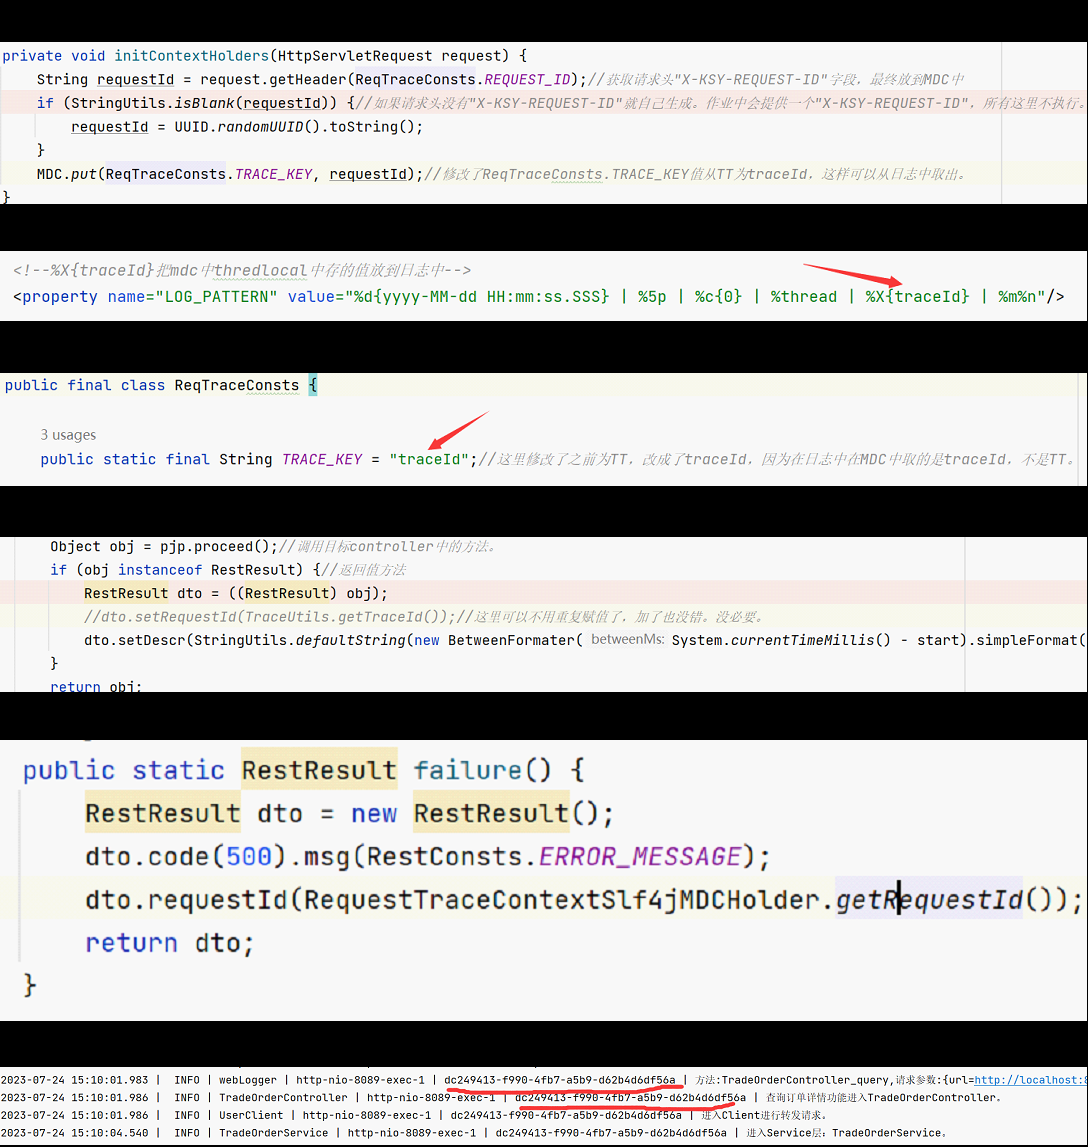 private void initContextHolders(HttpServletRequest request) {
String requestId = request.getHeader(ReqTraceConsts.REQUEST_ID);//获取请求头"X-KSY-REQUEST-ID"字段，最终放到MDC中
if (StringUtils.isBlank(requestId)) {//如果请求头没有"X-KSY-REQUEST-ID"就自己生成。作业中会提供一个"X-KSY-REQUEST-ID"，所有这里不执行。
requestId = UUID.randomUUID().toString();
}
MDC.put(ReqTraceConsts.TRACE_KEY, requestId);//修改了ReqTraceConsts.TRACE_KEY值从TT为traceId，这样可以从日志中取出。
}
<!--%X{traceId}把mdc中thredlocal中存的值放到日志中-->
<property name="LOG_PATTERN" value="%d{yyyy-MM-dd HH:mm:ss.SSS} | %5p | %c{0} | %thread | %X{traceId} | %m%n"/>
public final class ReqTraceConsts {
3 usages
public static final String TRACE_KEY = "traceId";//这里修改了之前为TT，改成了traceId，因为在日志中在MDC中取的是traceId，不是TT。
Object obj = pjp.proceed();//调用目标controller中的方法。
if (obj instanceof RestResult) {//返回值方法
RestResult dto = ((RestResult) obj);
//dto.setRequestId(TraceUtils.getTraceId());//这里可以不用重复赋值了，加了也没错。没必要。
dto.setDescr(StringUtils.defaultString(new BetweenFormater( betweenMs: System.currentTimeMillis() - start).simpleFormat(
}
return obj;
public static RestResult failure() {
RestResult dto = new RestResult();
dto.code(500).msg(RestConsts.ERROR_MESSAGE);
dto.requestId(RequestTraceContextSlf4jMDCHolder.getRequestId());
return dto;
}
2023-07-24 15:10:01.983 | INFO | webLogger | http-nio-8089-exec-1 | dc249413-f990-4fb7-a5b9-d62b4d6df56a | 方法:TradeOrderController_query,请求参数:{url=http://localhost:8
2023-07-24 15:10:01.986 | INFO | TradeOrderController | http-nio-8089-exec-1 | dc249413-f990-4fb7-a5b9-d62b4d6df56a | 查询订单详情功能进入TradeOrderController。
2023-07-24 15:10:01.986 | INFO | UserClient | http-nio-8089-exec-1 | dc249413-f990-4fb7-a5b9-d62b4d6df56a | 进入Client进行转发请求。
2023-07-24 15:10:04.540 | INFO | TradeOrderService | http-nio-8089-exec-1 | dc249413-f990-4fb7-a5b9-d62b4d6df56a | 进入Service层：TradeOrderService。